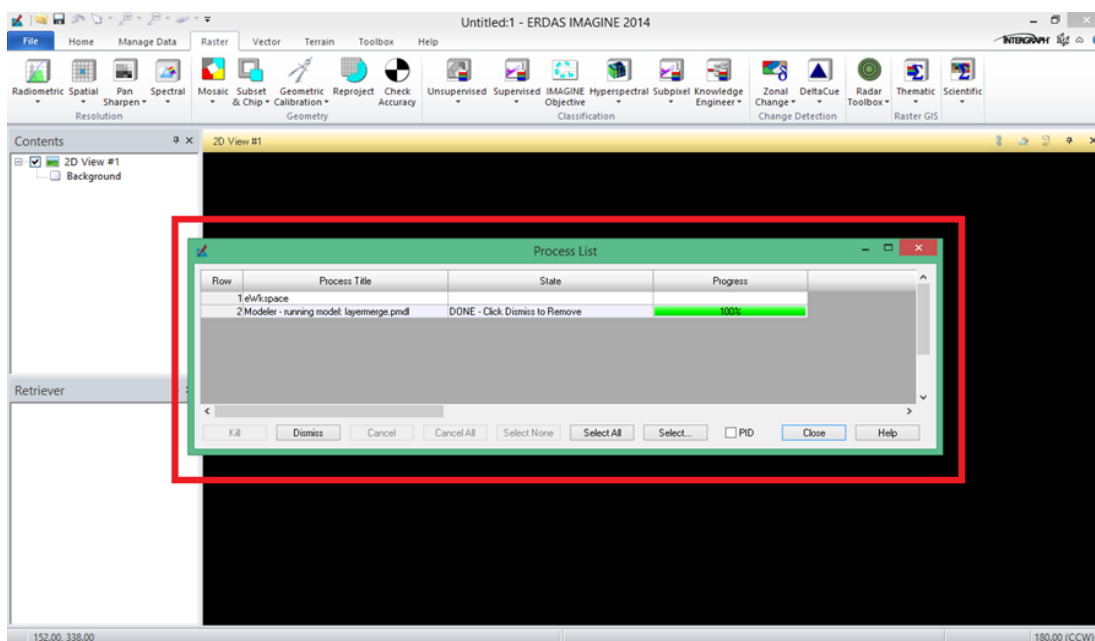 Untitled:1 - ERDAS IMAGINE 2014
File Home Manage Data Raster Vector Terrain Toolbox Help
INTERGRAPH
Radiometric Spatial Pan Sharpen Spectral Mosaic Subset & Chip Geometric Calibration Reproject Check Accuracy Unsupervised Supervised IMAGINE Objective Hyperspectral Subpixel Knowledge Engineer Zonal Change DeltaCue Radar Toolbox Thematic Scientific
Resolution Geometry Classification Change Detection Raster GIS
Contents
2D View #1
2D View #1
Background
Process List
Row Process Title State Progress
1 eWkspace
2 Modeler - running model: layermerge.pmdl DONE - Click Dismiss to Remove 100%
Kill Dismiss Cancel Cancel All Select None Select All Select... PID Close Help
Retriever
152.00, 338.00
180.00 (CCW)